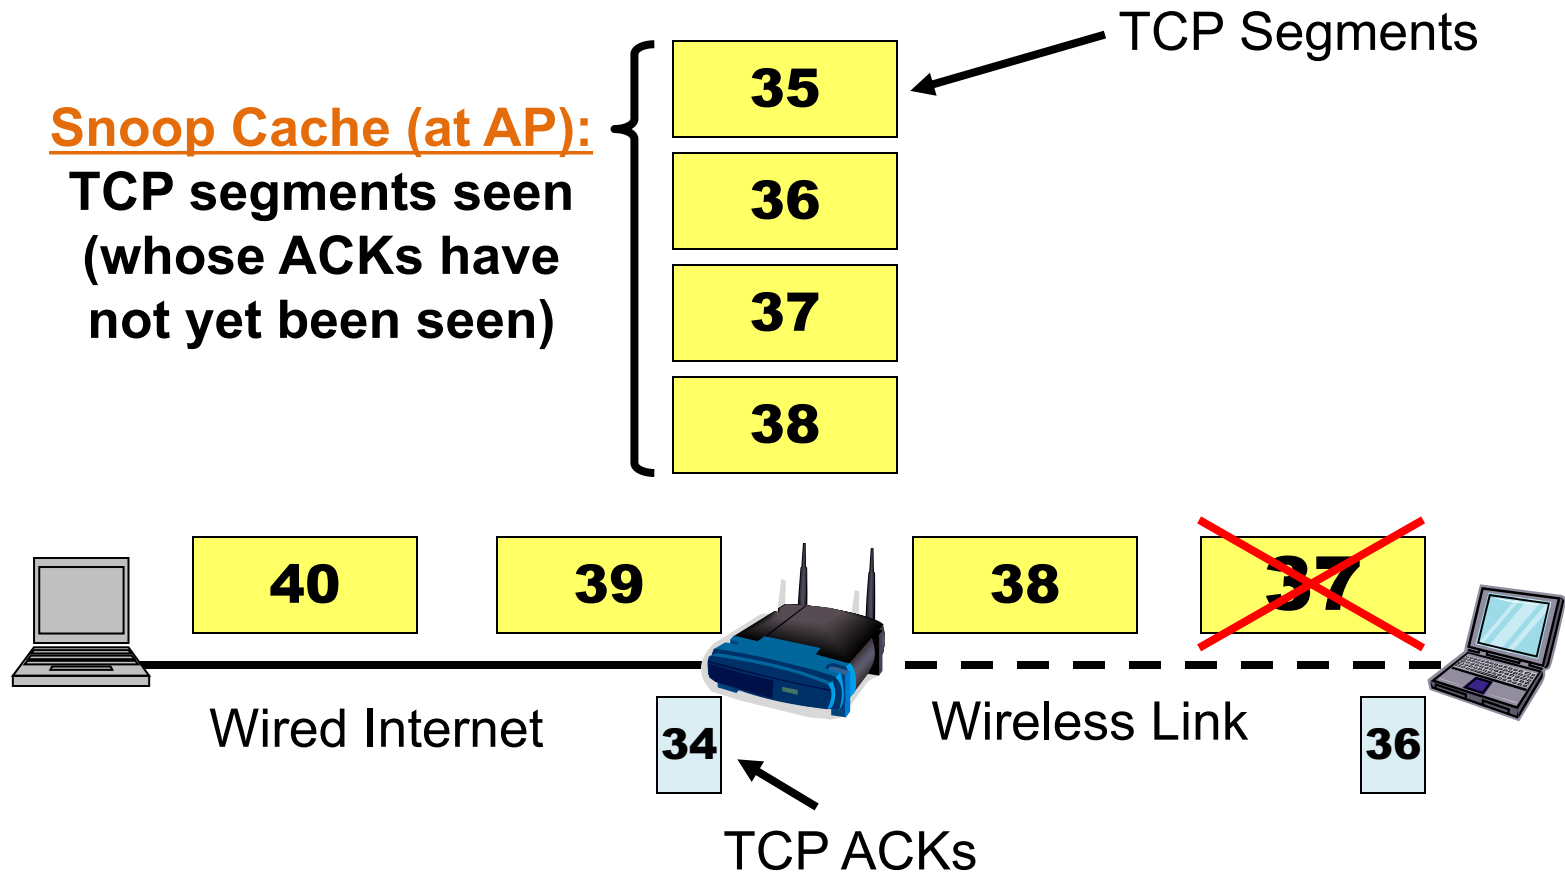 TCP Segments
35
Snoop Cache (at AP):
TCP segments seen
(whose ACKs have
not yet been seen)
36
37
38
40
39
38
37
Wired Internet
34
Wireless Link
36
TCP ACKs